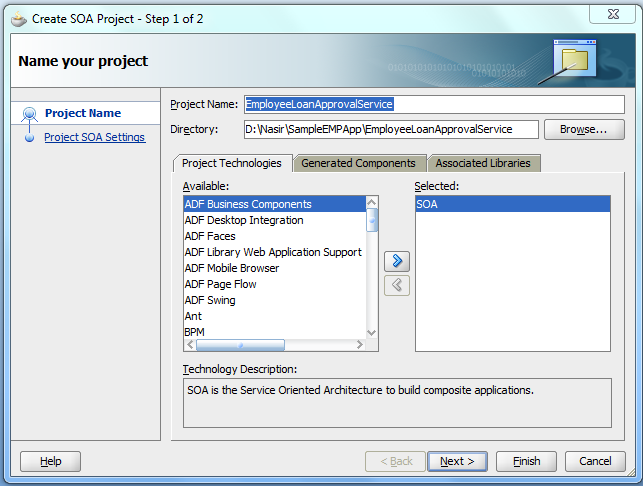 Create SOA Project - Step 1 of 2
Name your project
Project Name
Project SOA Settings
Project Name: EmployeeLoanApprovalService
Directory: D:\Nasir\SampleEMPApp\EmployeeLoanApprovalService Browse...
Project Technologies Generated Components Associated Libraries
Available: Selected:
ADF Business Components SOA
ADF Desktop Integration
ADF Faces
ADF Library Web Application Support
ADF Mobile Browser
ADF Page Flow
ADF Swing
Ant
BPM
Technology Description:
SOA is the Service Oriented Architecture to build composite applications.
Help < Back Next > Finish Cancel